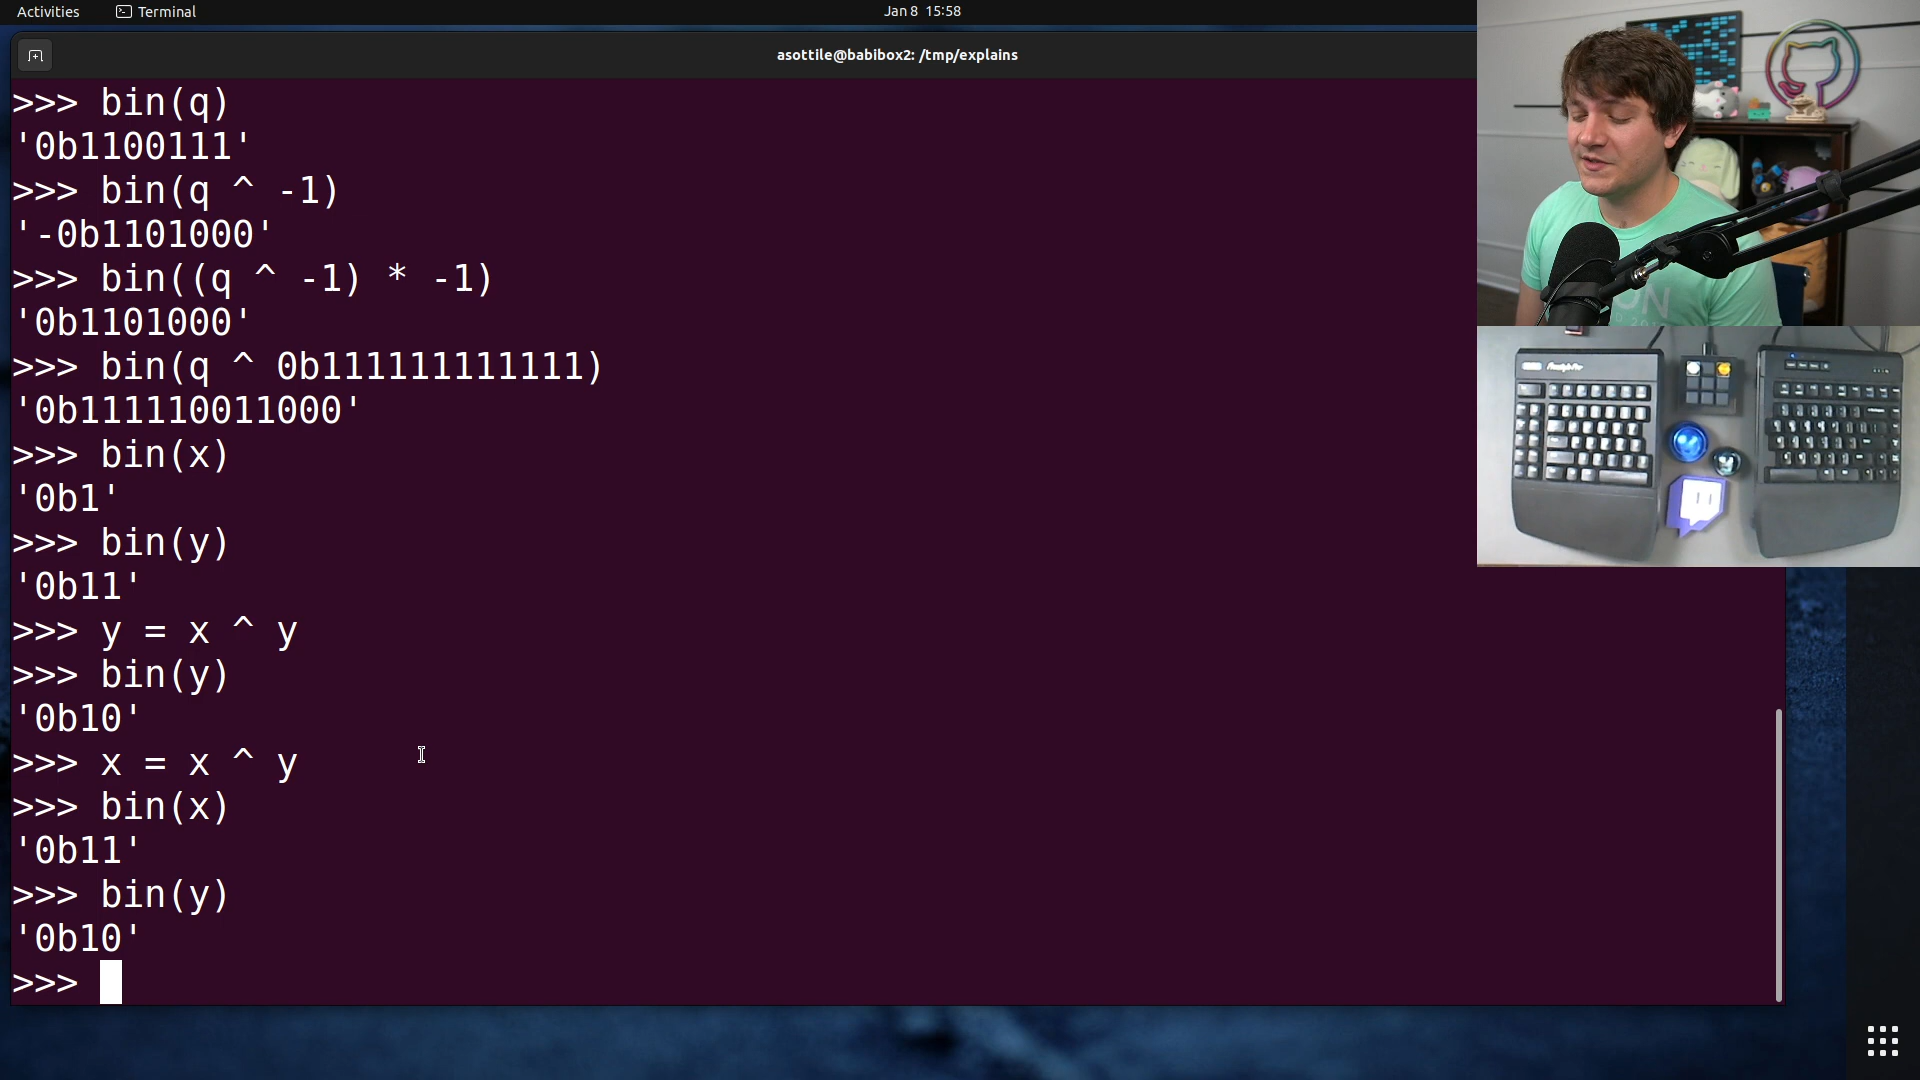 Activities
Terminal
Jan 8 15:58
asottile@babibox2: /tmp/explains
>>> bin(q)
'0b1100111'
>>> bin(q ^ -1)
'-0b1101000'
>>> bin((q ^ -1) * -1)
'0b1101000'
>>> bin(q ^ 0b111111111111)
'0b111110011000'
>>> bin(x)
'0b1'
>>> bin(y)
'0b11'
>>> y = x ^ y
>>> bin(y)
'0b10'
>>> x = x ^ y
>>> bin(x)
'0b11'
>>> bin(y)
'0b10'
>>>